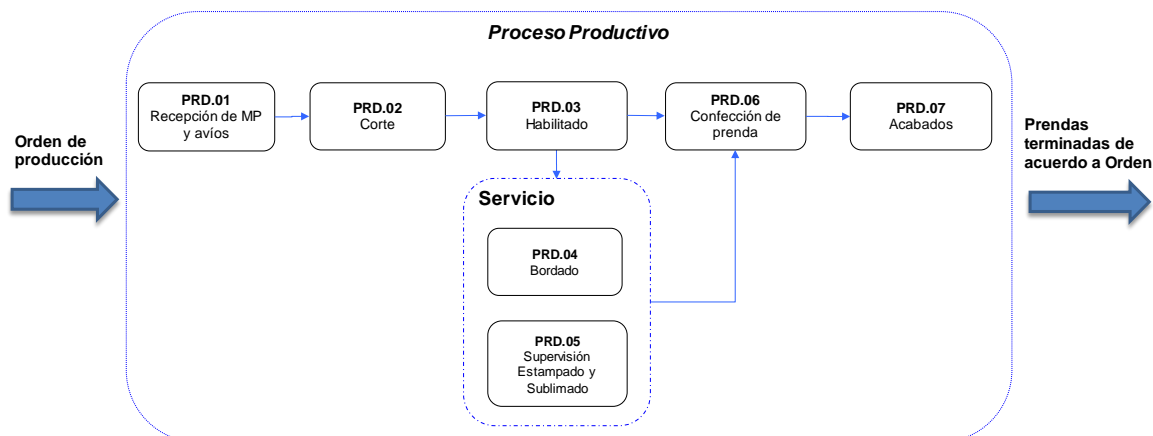 Proceso Productivo
Orden de
producción
PRD.01
Recepción de MP
y avíos
PRD.02
Corte
PRD.03
Habilitado
PRD.06
Confección de
prenda
PRD.07
Acabados
Servicio
PRD.04
Bordado
PRD.05
Supervisión
Estampado y
Sublimado
Prendas
terminadas de
acuerdo a Orden